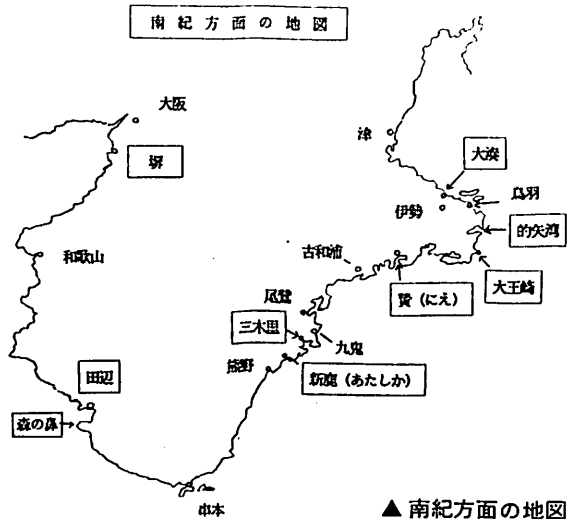 南紀方面の地図
大阪
堺
津
大湊
鳥羽
伊勢
的矢湾
和歌山
古和浦
大王崎
贄(にえ)
尾鷲
三木里
九鬼
熊野
新鹿(あたしか)
田辺
森の鼻
串本
▲南紀方面の地図